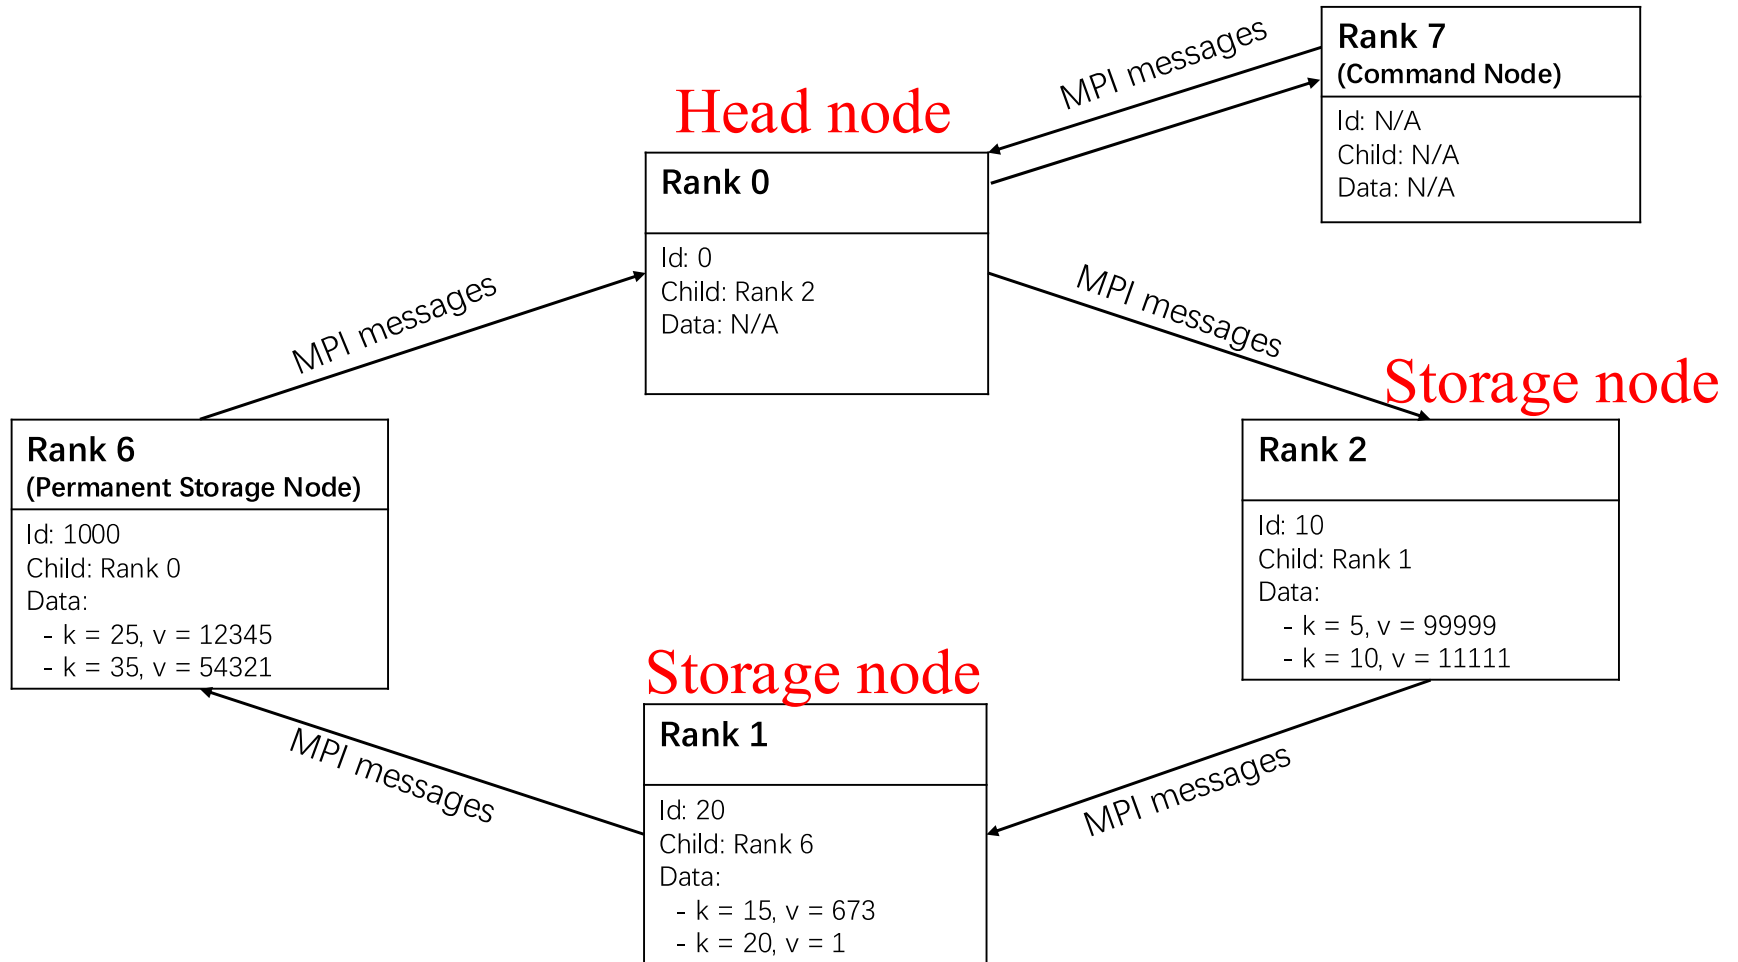 Rank 7
(Command Node)
Id: N/A
Child: N/A
Data: N/A
MPI messages
Head node
Rank 0
Id: 0
Child: Rank 2
Data: N/A
MPI messages
MPI messages
Storage node
Rank 6
(Permanent Storage Node)
Id: 1000
Child: Rank 0
Data:
- k = 25, v = 12345
- k = 35, v = 54321
Rank 2
Id: 10
Child: Rank 1
Data:
- k = 5, v = 99999
- k = 10, v = 11111
Storage node
Rank 1
Id: 20
Child: Rank 6
Data:
- k = 15, v = 673
- k = 20, v = 1
MPI messages
MPI messages